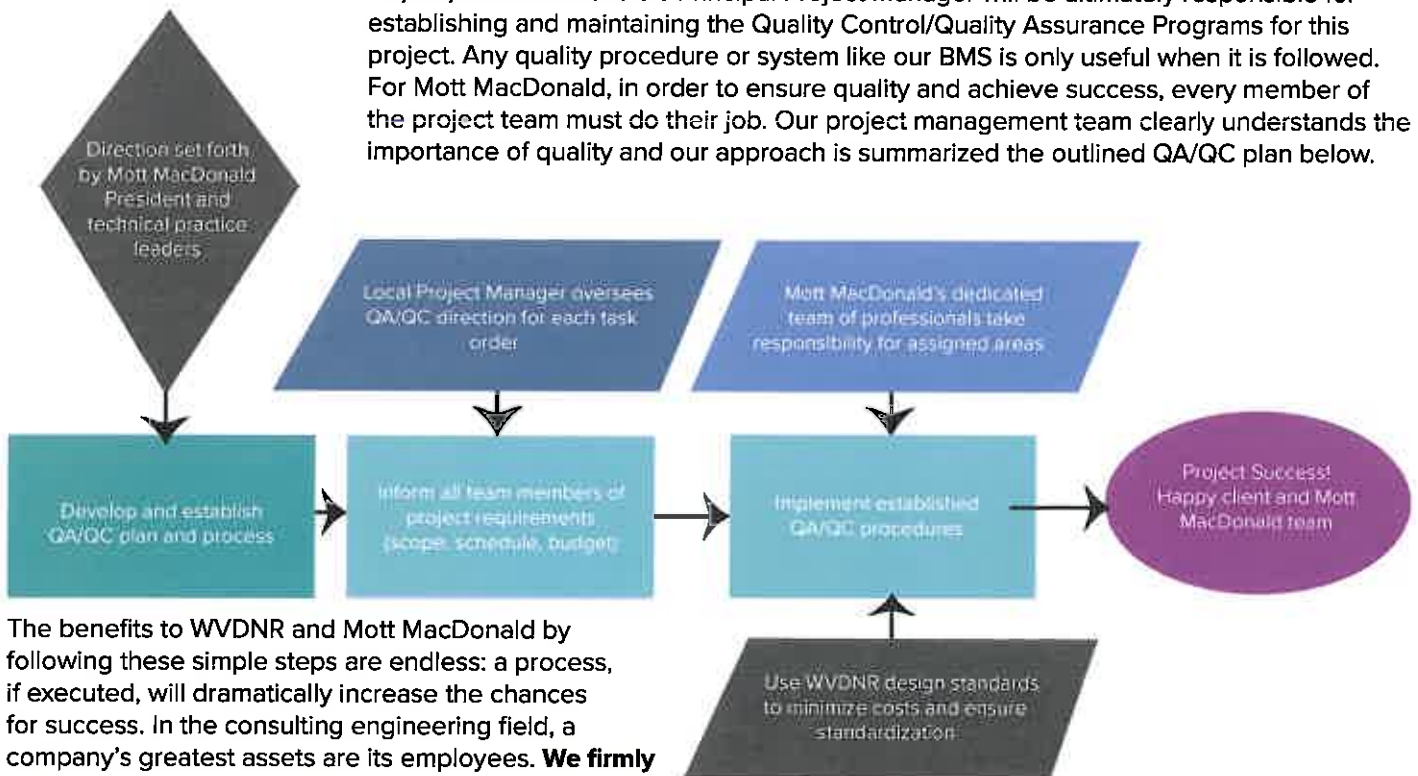 Principal Project Manager will be ultimately responsible for
establishing and maintaining the Quality Control/Quality Assurance Programs for this
project. Any quality procedure or system like our BMS is only useful when it is followed.
For Mott MacDonald, in order to ensure quality and achieve success, every member of
the project team must do their job. Our project management team clearly understands the
importance of quality and our approach is summarized the outlined QA/QC plan below.
Direction set forth
by Mott MacDonald
President and
technical practice
leaders
Local Project Manager oversees
QA/QC direction for each task
order
Mott MacDonald's dedicated
team of professionals take
responsibility for assigned areas
Develop and establish
QA/QC plan and process
Inform all team members of
project requirements
(scope, schedule, budget)
Implement established
QA/QC procedures
Project Success!
Happy client and Mott
MacDonald team
Use WVDNR design standards
to minimize costs and ensure
standardization
The benefits to WVDNR and Mott MacDonald by
following these simple steps are endless: a process,
if executed, will dramatically increase the chances
for success. In the consulting engineering field, a
company's greatest assets are its employees. We firmly